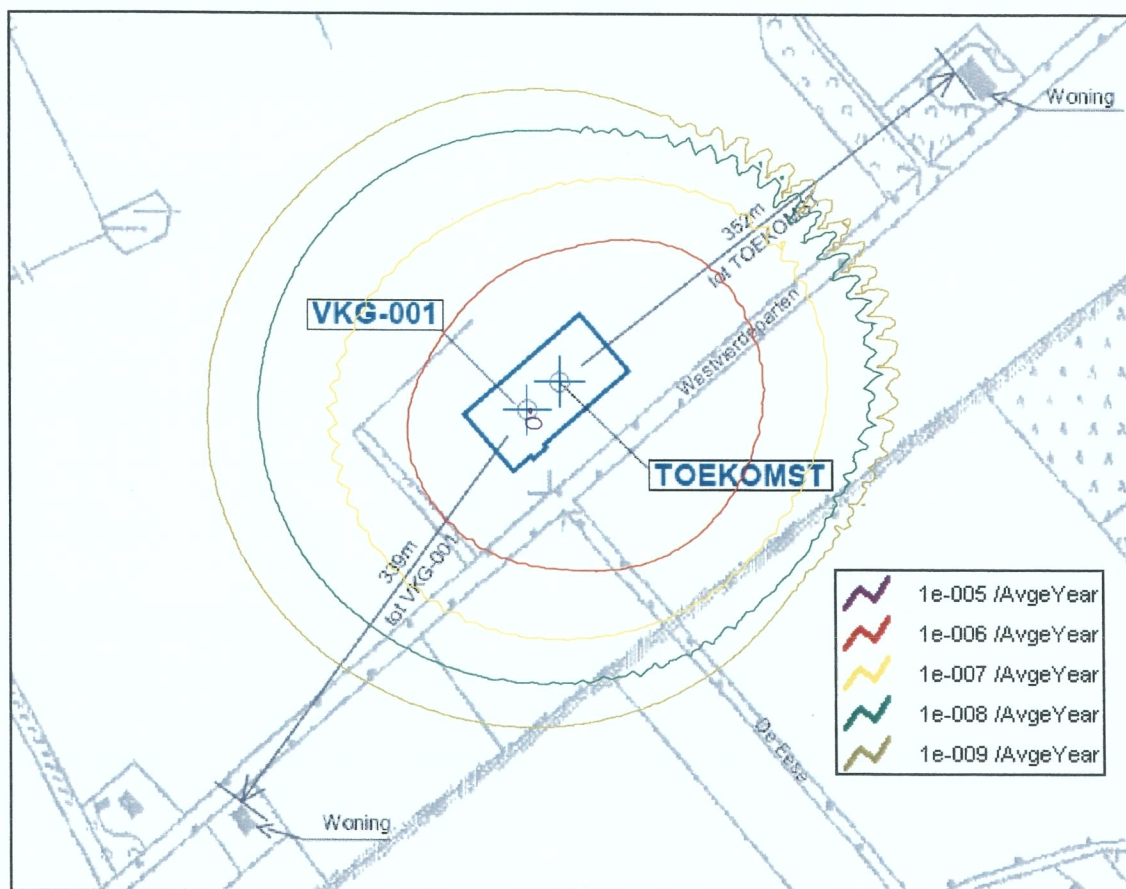 Woning
352m
tot TOEKOMST
VKG-001
Westvierdeparten
TOEKOMST
339m
tot VKG-001
De Eese
Woning
1e-005 /AvgeYear
1e-006 /AvgeYear
1e-007 /AvgeYear
1e-008 /AvgeYear
1e-009 /AvgeYear